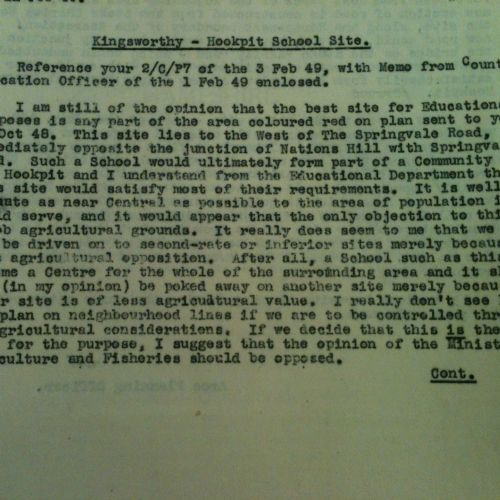 Kingsworthy - Hookpit School Site.
Reference your 2/C/P7 of the 3 Feb 49, with Memo from Count
cation Officer of the 1 Feb 49 enclosed.
I am still of the opinion that the best site for Education
poses is any part of the area coloured red on plan sent to yo
Oct 48. This site lies to the West of The Springvale Road,
ediately opposite the junction of Nations Hill with Springva
d. Such a School would ultimately form part of a Community
Hookpit and I understand from the Educational Department th
s site would satisfy most of their requirements. It is well
uate as near Central as possible to the area of population i
ld serve, and it would appear that the only objection to thi
ob agricultural grounds. It really does seem to me that we
be driven on to second-rate or inferior sites merely becaus
s agricultural opposition. After all, a School such as this
me a Centre for the whole of the surrounding area and it s
(in my opinion) be poked away on another site merely becau
r site is of less agricultural value. I really don't see
plan on neighbourhood lines if we are to be controlled thr
gricultural considerations. If we decide that this is the
for the purpose, I suggest that the opinion of the Minist
culture and Fisheries should be opposed.
Cont.